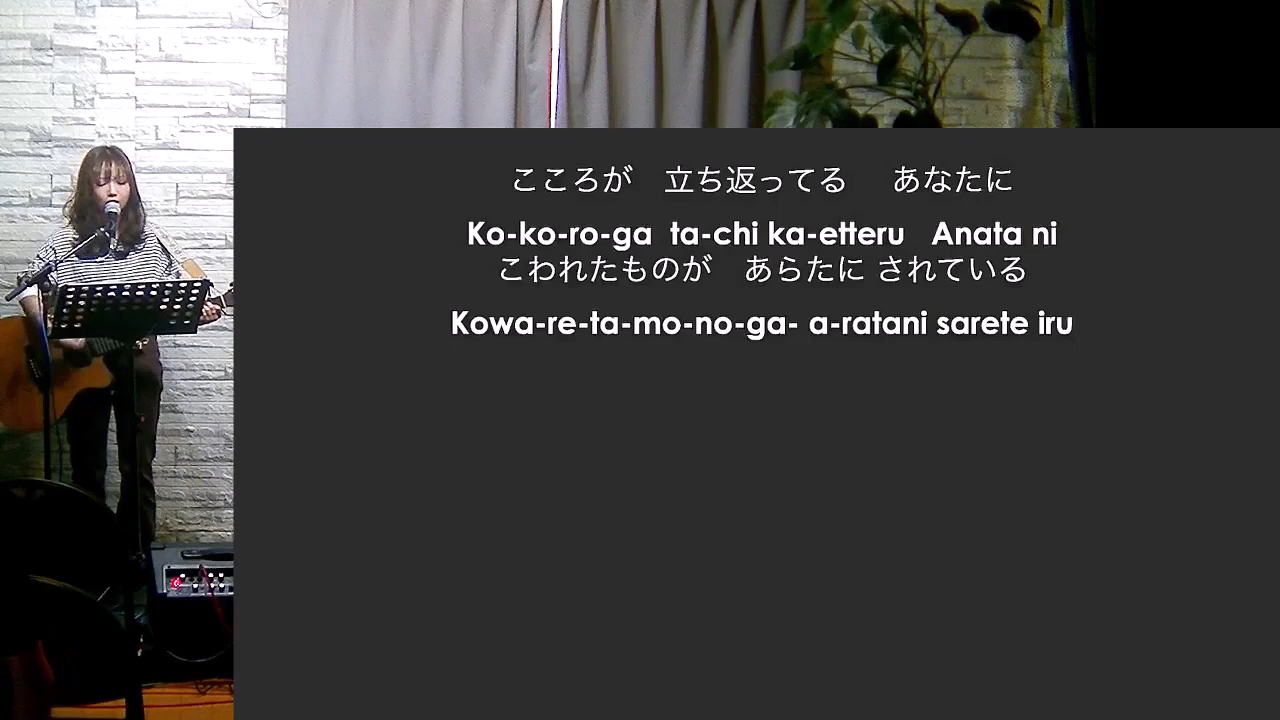 こころが　立ち返ってる　 あなたに
Ko-ko-ro-ga  ta-chi ka-etteru   Anata ni
こわれたものが　あらたに されている
Kowa-re-ta-mo-no-ga- a-ratani sarete iru